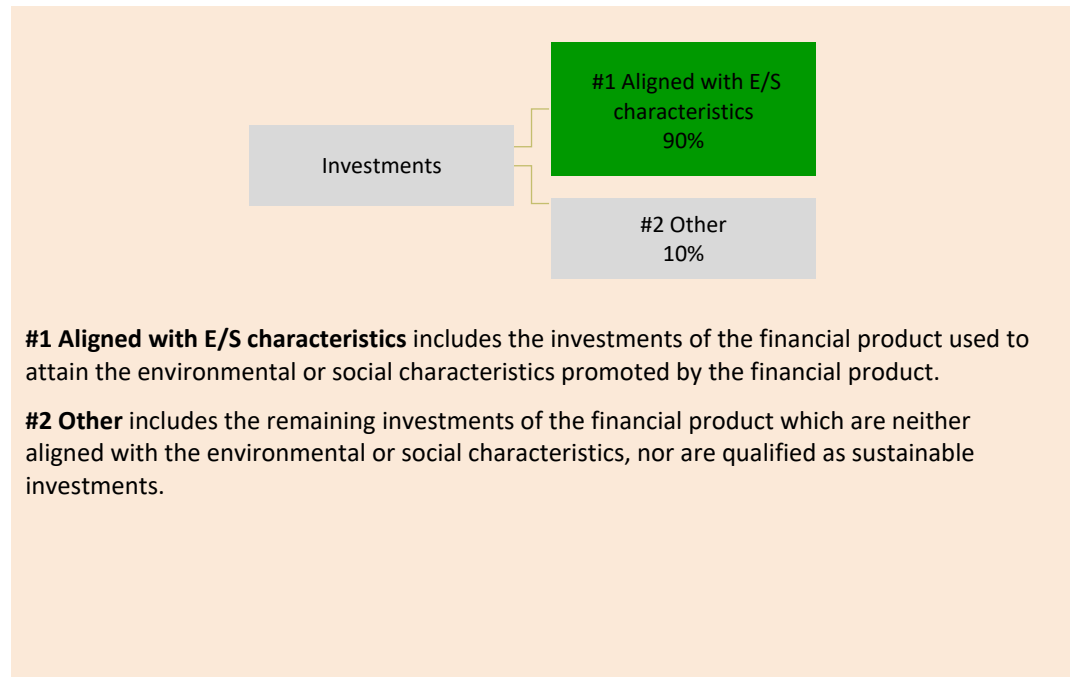 #1 Aligned with E/S
characteristics
90%
Investments
#2 Other
10%
#1 Aligned with E/S characteristics includes the investments of the financial product used to
attain the environmental or social characteristics promoted by the financial product.
#2 Other includes the remaining investments of the financial product which are neither
aligned with the environmental or social characteristics, nor are qualified as sustainable
investments.